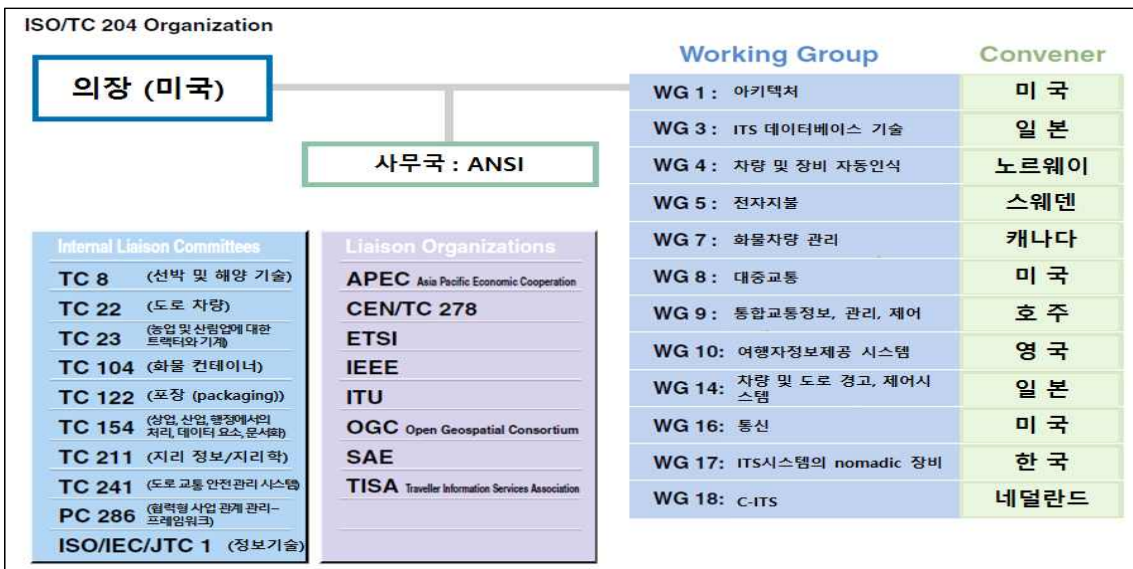 ISO/TC 204 Organization
의장 (미국)
사무국 : ANSI
Working Group Convener
WG 1 : 아키텍처 미 국
WG 3 : ITS 데이터베이스 기술 일 본
WG 4 : 차량 및 장비 자동인식 노르웨이
WG 5 : 전자지불 스웨덴
WG 7 : 화물차량 관리 캐나다
WG 8 : 대중교통 미 국
WG 9 : 통합교통정보, 관리, 제어 호 주
WG 10: 여행자정보제공 시스템 영 국
WG 14: 차량 및 도로 경고, 제어시
스템 일 본
WG 16: 통신 미 국
WG 17: ITS시스템의 nomadic 장비 한 국
WG 18: C-ITS 네덜란드
Internal Liaison Committees
TC 8 (선박 및 해양 기술)
TC 22 (도로 차량)
TC 23 (농업 및 산림업에 대한
트랙터와 기계)
TC 104 (화물 컨테이너)
TC 122 (포장 (packaging))
TC 154 (상업, 산업, 행정에서의
처리, 데이터 요소, 문서화)
TC 211 (지리 정보/지리학)
TC 241 (도로 교통 안전관리 시스템)
PC 286 (협력형 사업 관계 관리–
프레임워크)
ISO/IEC/JTC 1 (정보기술)
Liaison Organizations
APEC Asia Pacific Economic Cooperation
CEN/TC 278
ETSI
IEEE
ITU
OGC Open Geospatial Consortium
SAE
TISA Traveller Information Services Association